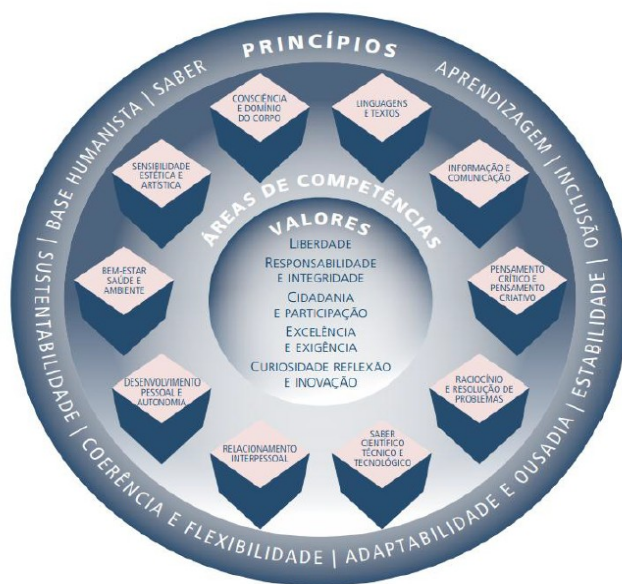 PRINCÍPIOS
BASE HUMANISTA | SABER
APRENDIZAGEM | INCLUSÃO |
ESTABILIDADE |
ADAPTABILIDADE E OUSADIA |
COERÊNCIA E FLEXIBILIDADE |
SUSTENTABILIDADE |
ÁREAS DE COMPETÊNCIAS
CONSCIÊNCIA
E DOMÍNIO
DO CORPO
LINGUAGENS
E TEXTOS
INFORMAÇÃO E
COMUNICAÇÃO
PENSAMENTO
CRÍTICO E
PENSAMENTO
CRIATIVO
RACIOCÍNIO
E RESOLUÇÃO DE
PROBLEMAS
SABER
CIENTÍFICO
TÉCNICO E
TECNOLÓGICO
RELACIONAMENTO
INTERPESSOAL
DESENVOLVIMENTO
PESSOAL E
AUTONOMIA
BEM-ESTAR
SAÚDE E
AMBIENTE
SENSIBILIDADE
ESTÉTICA E
ARTÍSTICA
VALORES
LIBERDADE
RESPONSABILIDADE
E INTEGRIDADE
CIDADANIA
E PARTICIPAÇÃO
EXCELÊNCIA
E EXIGÊNCIA
CURIOSIDADE REFLEXÃO
E INOVAÇÃO